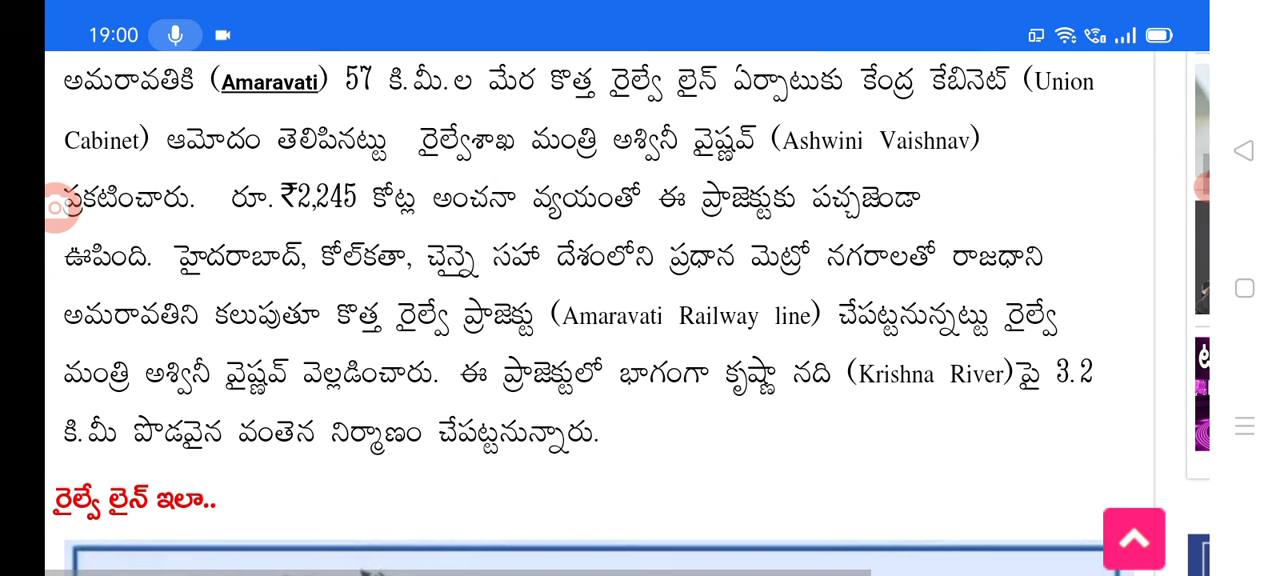 19:00
అమరావతికి (Amaravati) 57 కి.మీ.ల మేర కొత్త రైల్వే లైన్ ఏర్పాటుకు కేంద్ర కేబినెట్ (Union
Cabinet) ఆమోదం తెలిపినట్టు రైల్వేశాఖ మంత్రి అశ్వినీ వైష్ణవ్ (Ashwini Vaishnav)
ప్రకటించారు. రూ.₹2,245 కోట్ల అంచనా వ్యయంతో ఈ ప్రాజెక్టుకు పచ్చజెండా
ఊపింది. హైదరాబాద్, కోల్‌కతా, చెన్నై సహా దేశంలోని ప్రధాన మెట్రో నగరాలతో రాజధాని
అమరావతిని కలుపుతూ కొత్త రైల్వే ప్రాజెక్టు (Amaravati Railway line) చేపట్టనున్నట్టు రైల్వే
మంత్రి అశ్వినీ వైష్ణవ్ వెల్లడించారు. ఈ ప్రాజెక్టులో భాగంగా కృష్ణా నది (Krishna River)పై 3.2
కి.మీ పొడవైన వంతెన నిర్మాణం చేపట్టనున్నారు.
రైల్వే లైన్ ఇలా..